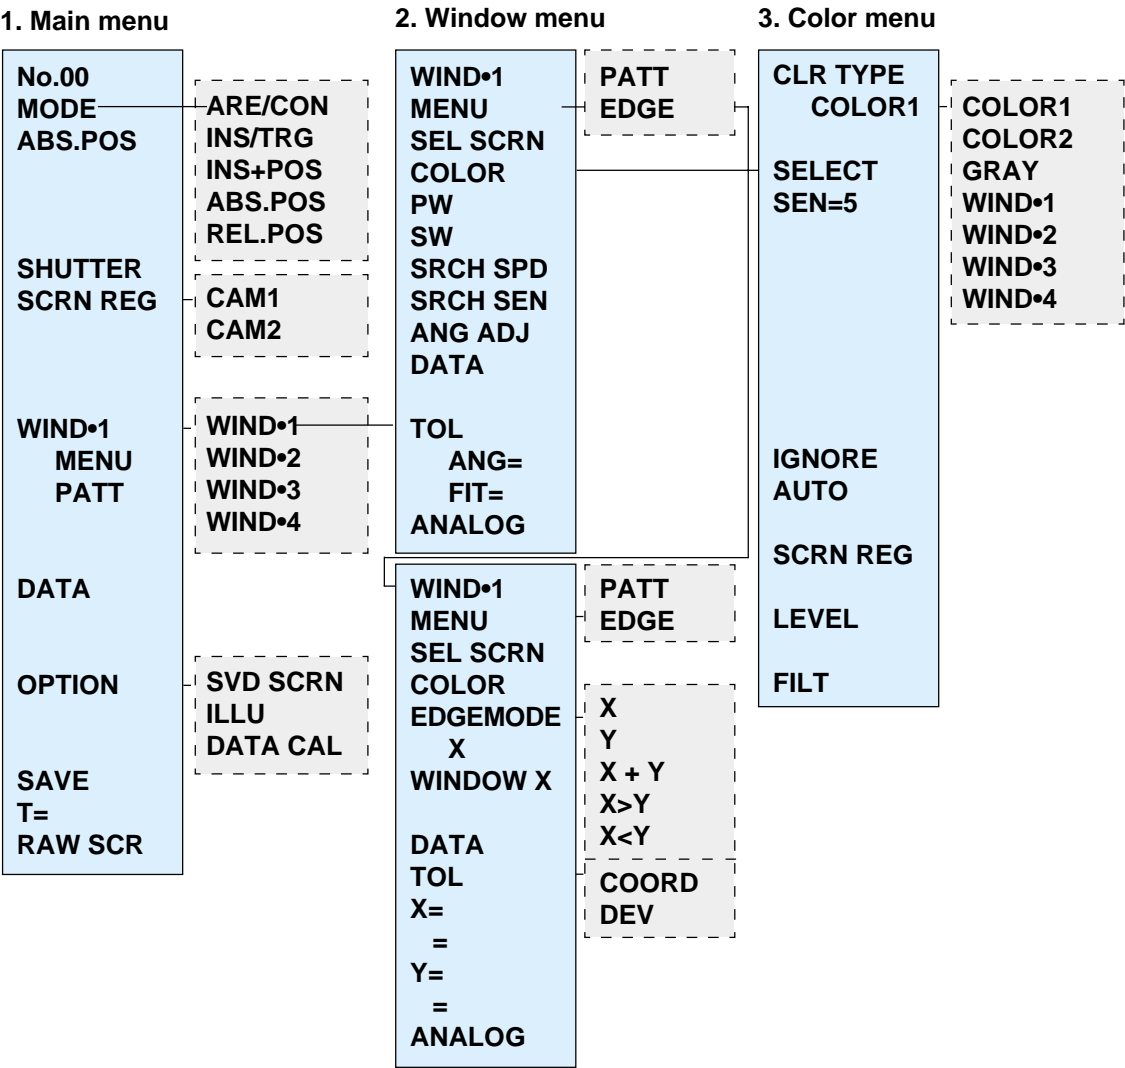 1. Main menu
No.00
MODE
ABS.POS
SHUTTER
SCRN REG
WIND•1
MENU
PATT
DATA
OPTION
SAVE
T=
RAW SCR
ARE/CON
INS/TRG
INS+POS
ABS.POS
REL.POS
CAM1
CAM2
WIND•1
WIND•2
WIND•3
WIND•4
SVD SCRN
ILLU
DATA CAL
2. Window menu
WIND•1
MENU
SEL SCRN
COLOR
PW
SW
SRCH SPD
SRCH SEN
ANG ADJ
DATA
TOL
ANG=
FIT=
ANALOG
PATT
EDGE
WIND•1
MENU
SEL SCRN
COLOR
EDGEMODE
X
WINDOW X
DATA
TOL
X=
=
Y=
=
ANALOG
PATT
EDGE
X
Y
X + Y
X>Y
X<Y
COORD
DEV
3. Color menu
CLR TYPE
COLOR1
SELECT
SEN=5
IGNORE
AUTO
SCRN REG
LEVEL
FILT
COLOR1
COLOR2
GRAY
WIND•1
WIND•2
WIND•3
WIND•4